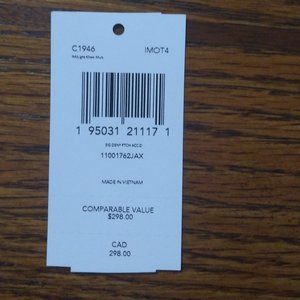 C1946 IMOT4
1 95031 21117 1
11001762JAX
MADE IN VIETNAM
COMPARABLE VALUE
$298.00
CAD
298.00